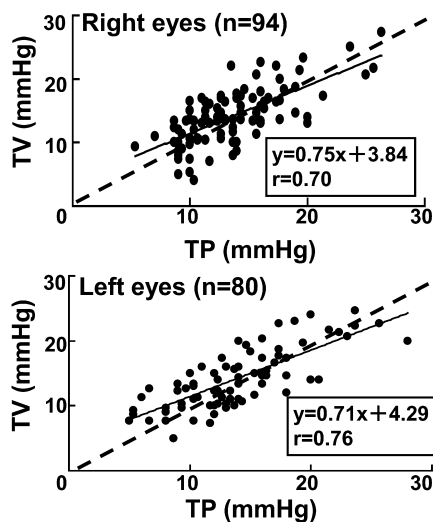 Right eyes (n=94)
30
20
10
0
10
20
30
TV (mmHg)
TP (mmHg)
y=0.75x+3.84
r=0.70
Left eyes (n=80)
30
20
10
0
10
20
30
TV (mmHg)
TP (mmHg)
y=0.71x+4.29
r=0.76